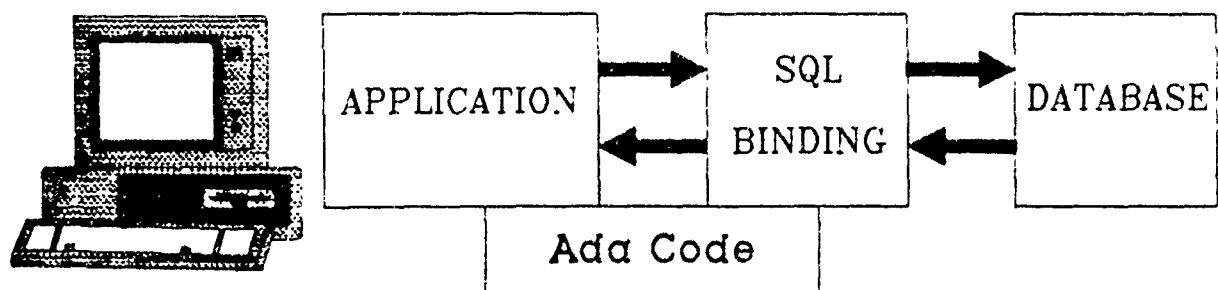 APPLICATION
SQL
BINDING
DATABASE
Ada Code